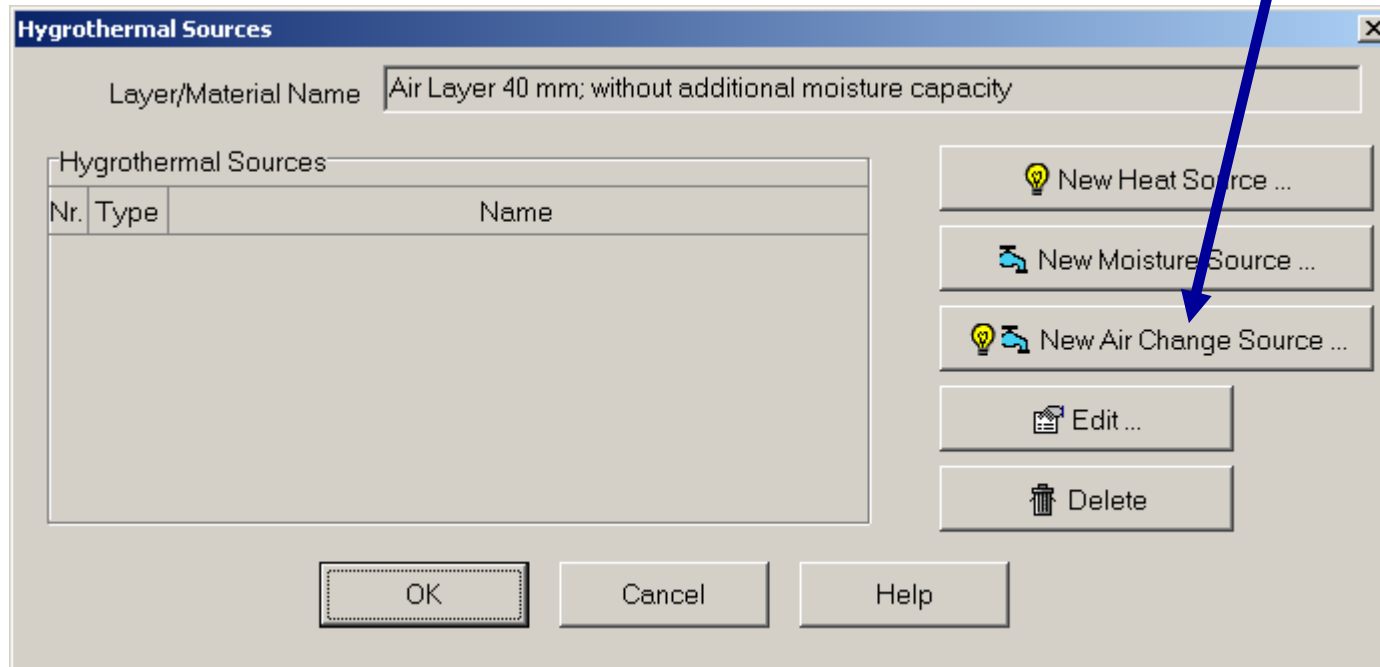 Hygrothermal Sources
Layer/Material Name Air Layer 40 mm; without additional moisture capacity
Hygrothermal Sources
Nr. Type Name
New Heat Source ...
New Moisture Source ...
New Air Change Source ...
Edit ...
Delete
OK Cancel Help